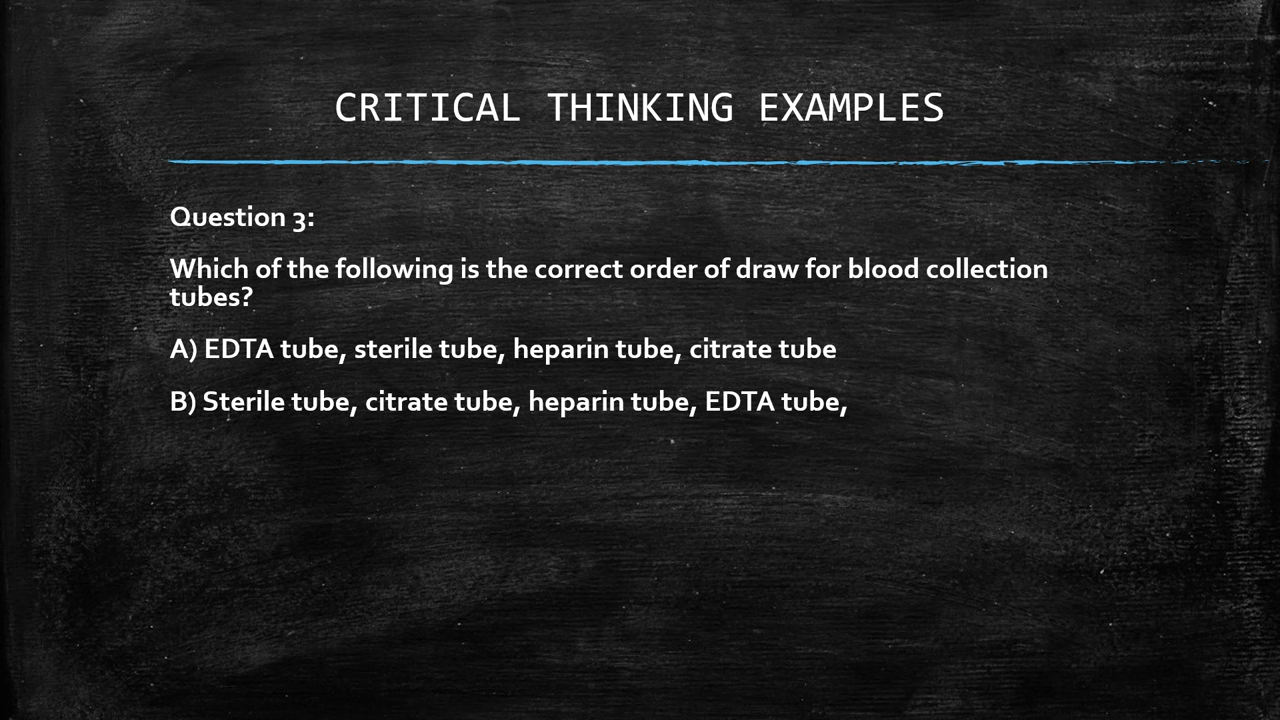 CRITICAL THINKING EXAMPLES
Question 3:
Which of the following is the correct order of draw for blood collection
tubes?
A) EDTA tube, sterile tube, heparin tube, citrate tube
B) Sterile tube, citrate tube, heparin tube, EDTA tube,